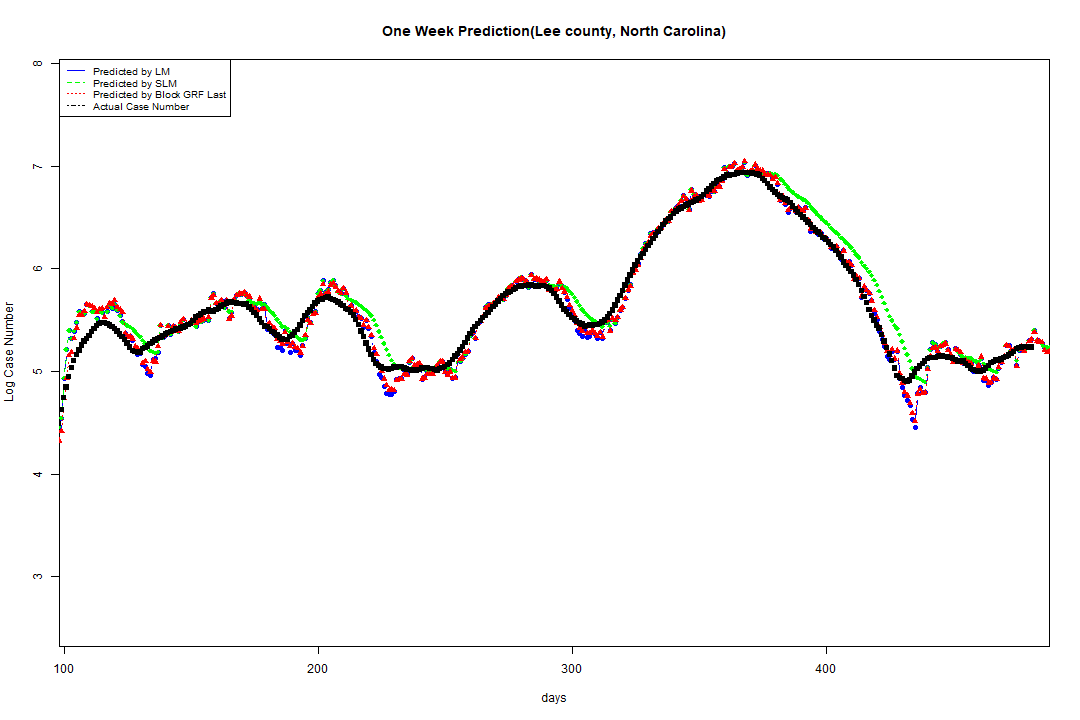 One Week Prediction(Lee county, North Carolina)
Predicted by LM
Predicted by SLM
Predicted by Block GRF Last
Actual Case Number
8
7
6
5
4
3
Log Case Number
100 200 300 400
days